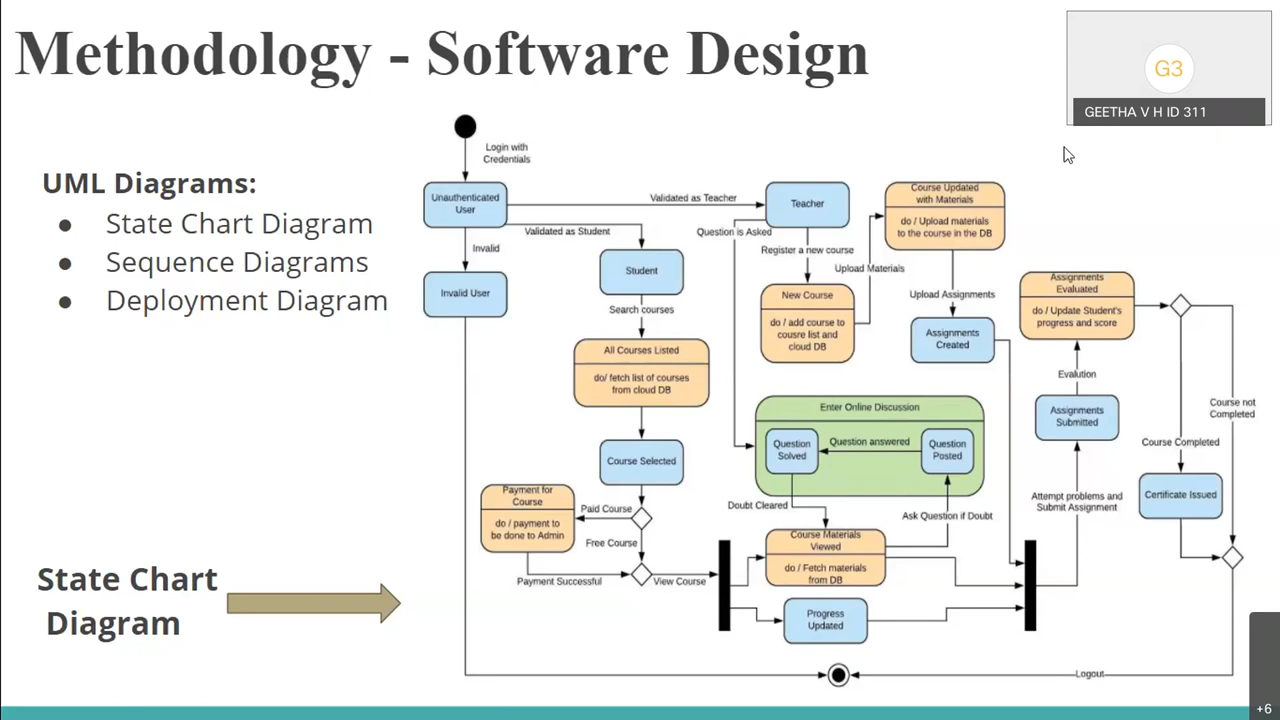 Methodology - Software Design
G3
GEETHA V H ID 311
UML Diagrams:
● State Chart Diagram
● Sequence Diagrams
● Deployment Diagram
State Chart
Diagram
Login with
Credentials
Unauthenticated
User
Validated as Teacher
Validated as Student
Invalid
Invalid User
Student
Search courses
All Courses Listed
do/ fetch list of courses
from cloud DB
Course Selected
Paid Course
Free Course
Payment for
Course
do / payment to
be done to Admin
Payment Successful
View Course
Teacher
Question is Asked
Register a new course
New Course
do / add course to
cousre list and
cloud DB
Upload Materials
Course Updated
with Materials
do / Upload materials
to the course in the DB
Upload Assignments
Assignments
Created
Enter Online Discussion
Question
Solved
Question answered
Question
Posted
Doubt Cleared
Ask Question if Doubt
Course Materials
Viewed
do / Fetch materials
from DB
Progress
Updated
Assignments
Evaluated
do / Update Student's
progress and score
Evalution
Assignments
Submitted
Attempt problems and
Submit Assignment
Course not
Completed
Course Completed
Certificate Issued
Logout
+6